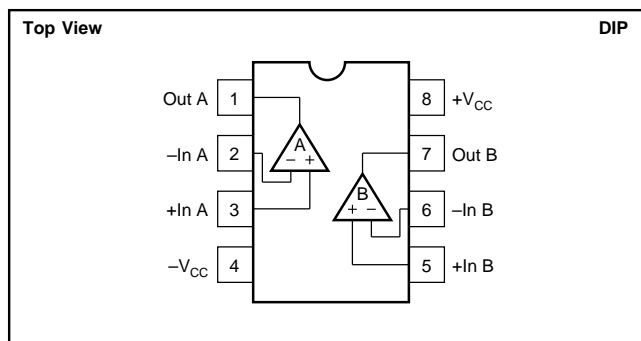 Top View DIP
Out A 1 8 +VCC
–In A 2 A 7 Out B
– +
+In A 3 B 6 –In B
+ –
–VCC 4 5 +In B